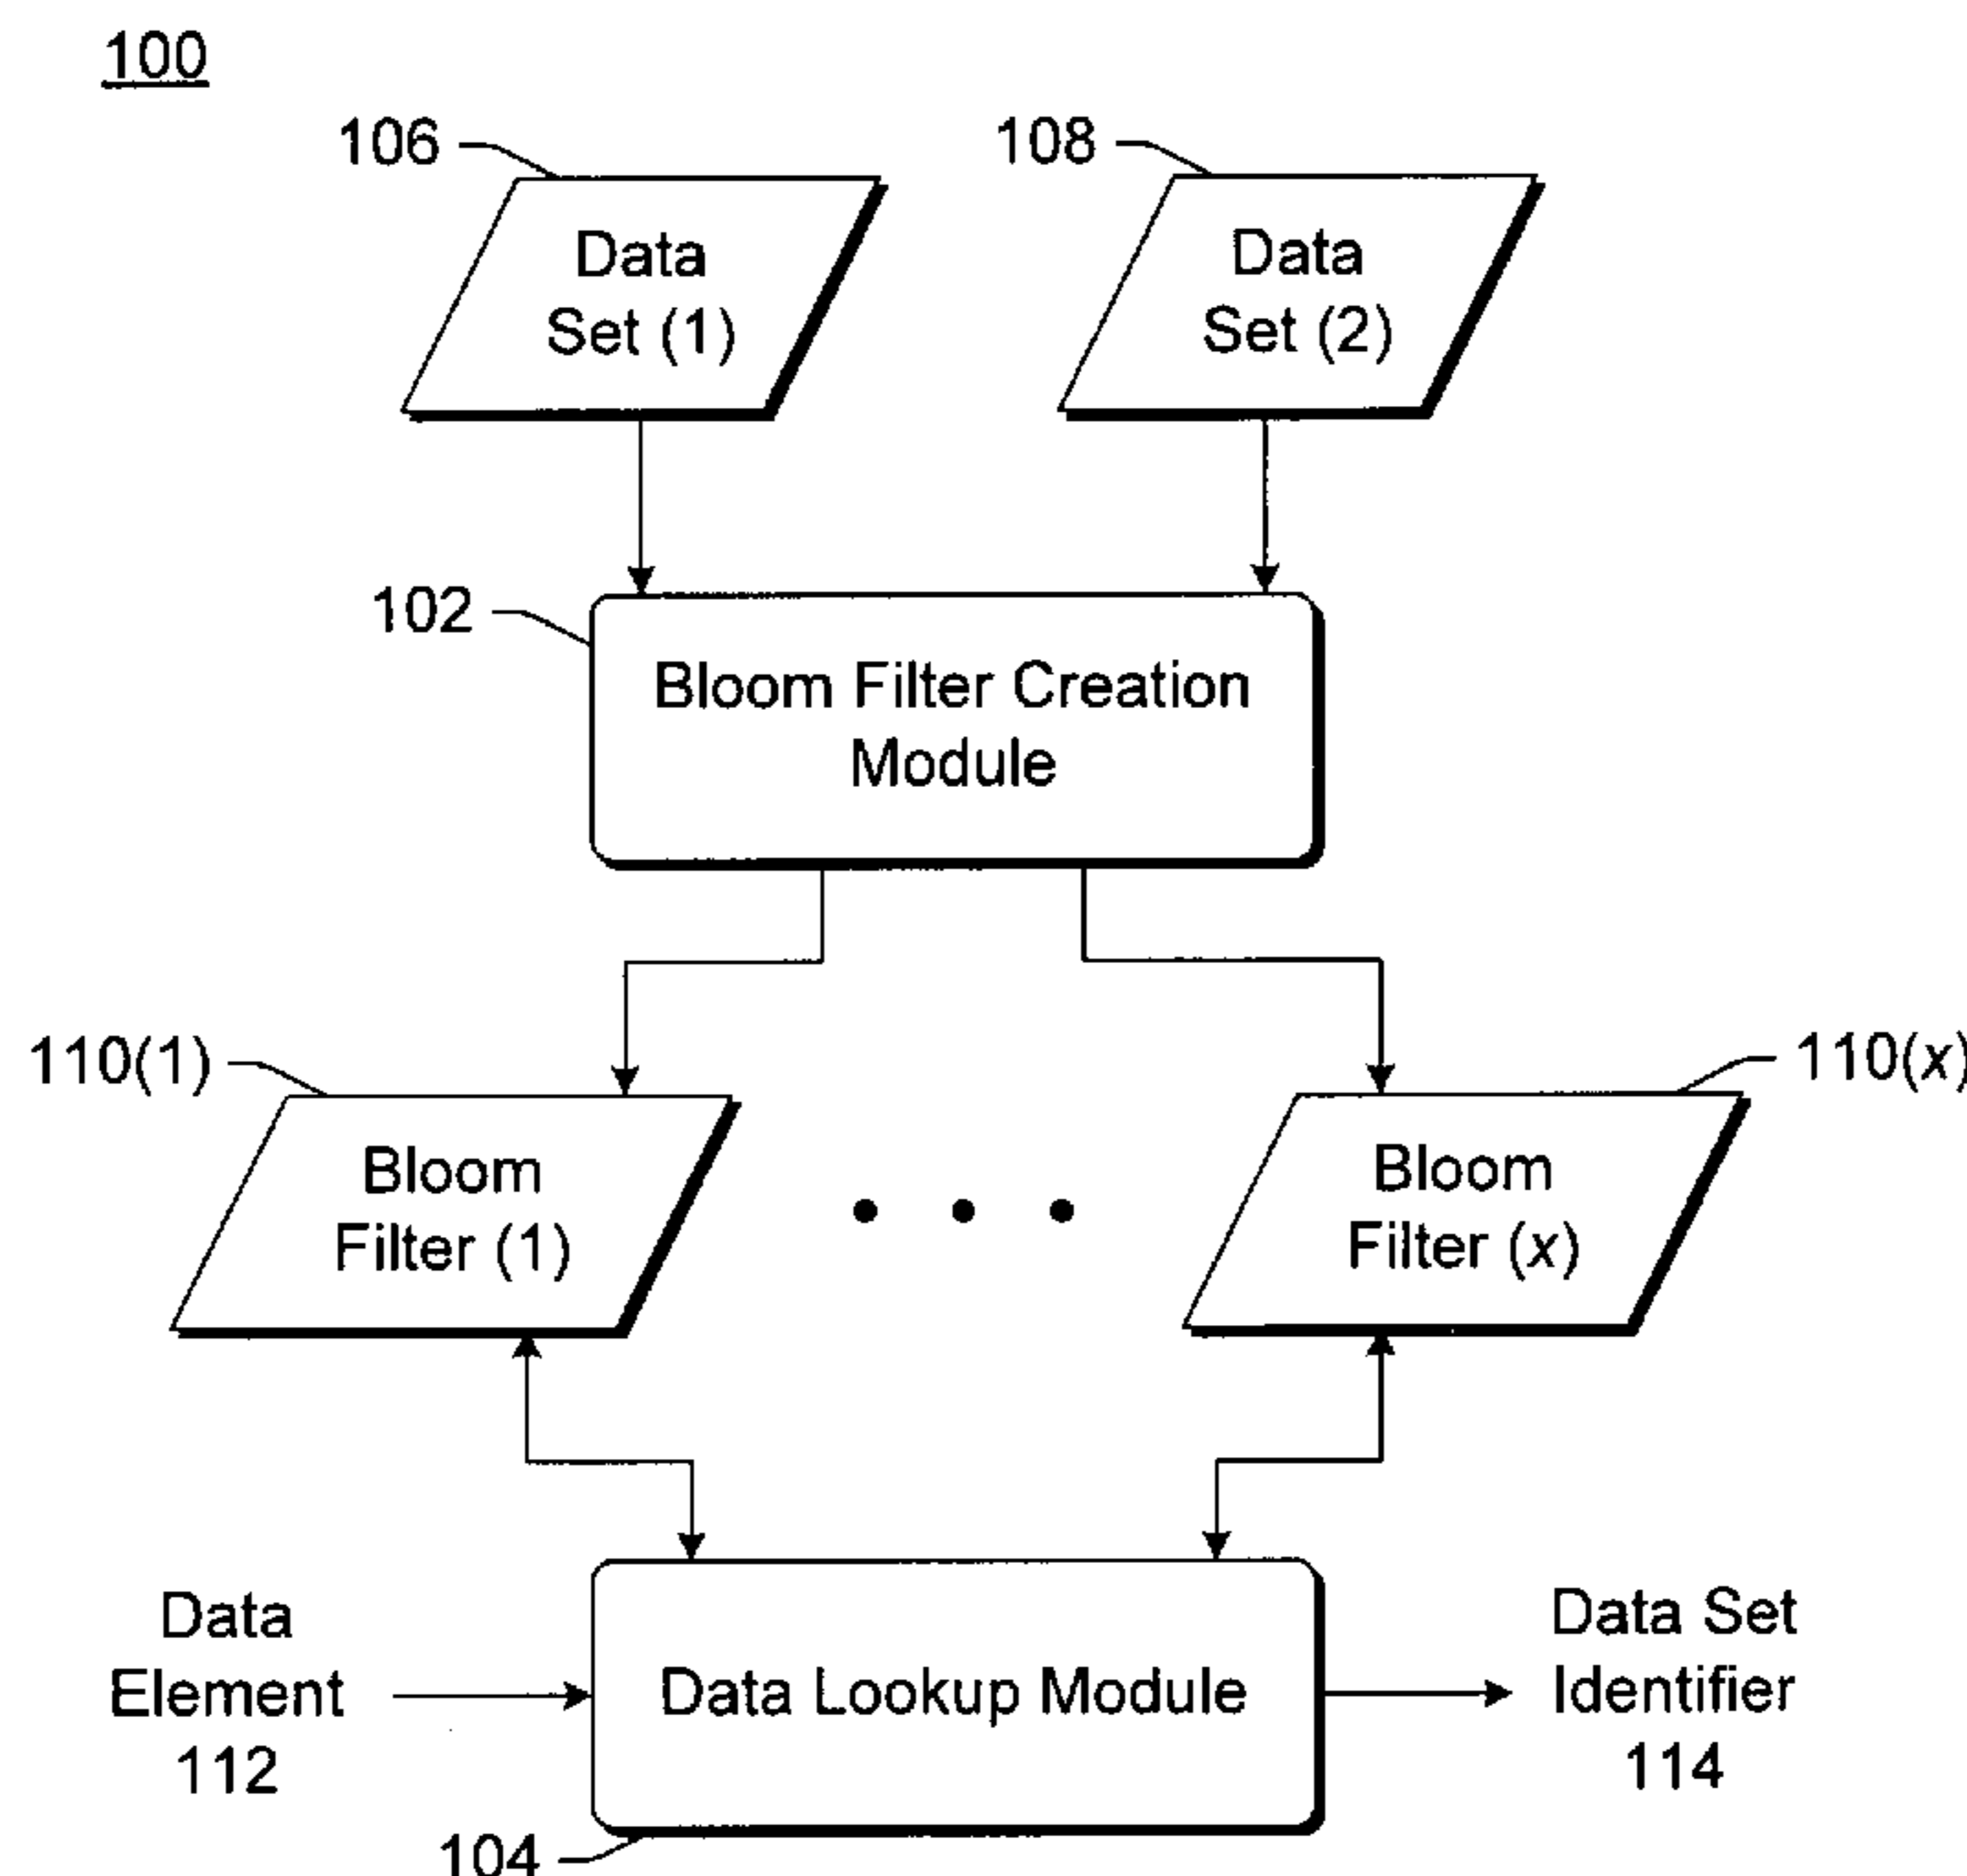 100
106
108
Data
Set (1)
Data
Set (2)
102
Bloom Filter Creation
Module
110(1)
110(x)
Bloom
Filter (1)
Bloom
Filter (x)
Data
Element
112
Data Lookup Module
Data Set
Identifier
114
104